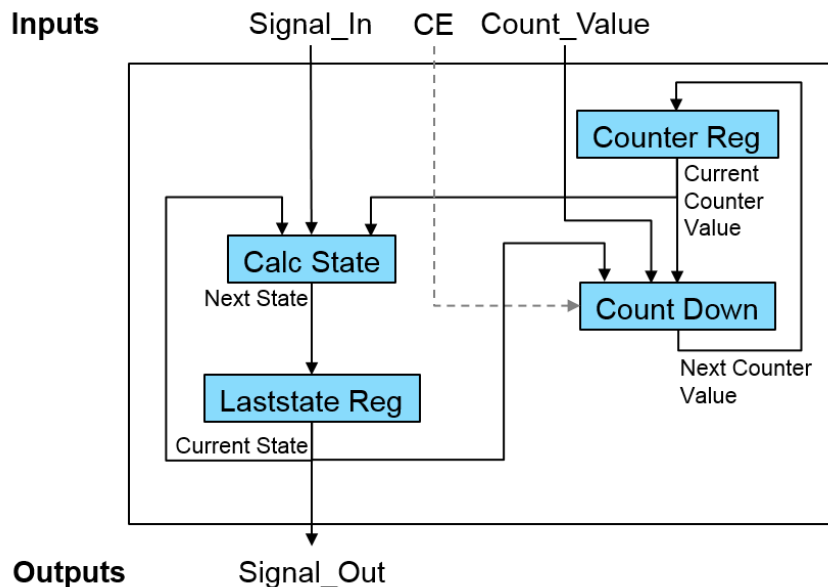 Inputs Signal_In CE Count_Value
Counter Reg
Current
Counter
Value
Calc State
Next State
Count Down
Next Counter
Value
Laststate Reg
Current State
Outputs Signal_Out